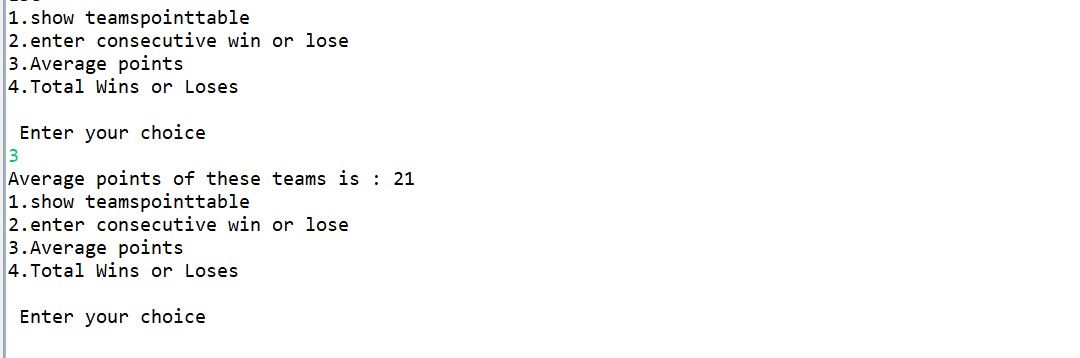 1.show teamspointtable
2.enter consecutive win or lose
3.Average points
4.Total Wins or Loses
Enter your choice
3
Average points of these teams is : 21
1.show teamspointtable
2.enter consecutive win or lose
3.Average points
4.Total Wins or Loses
Enter your choice